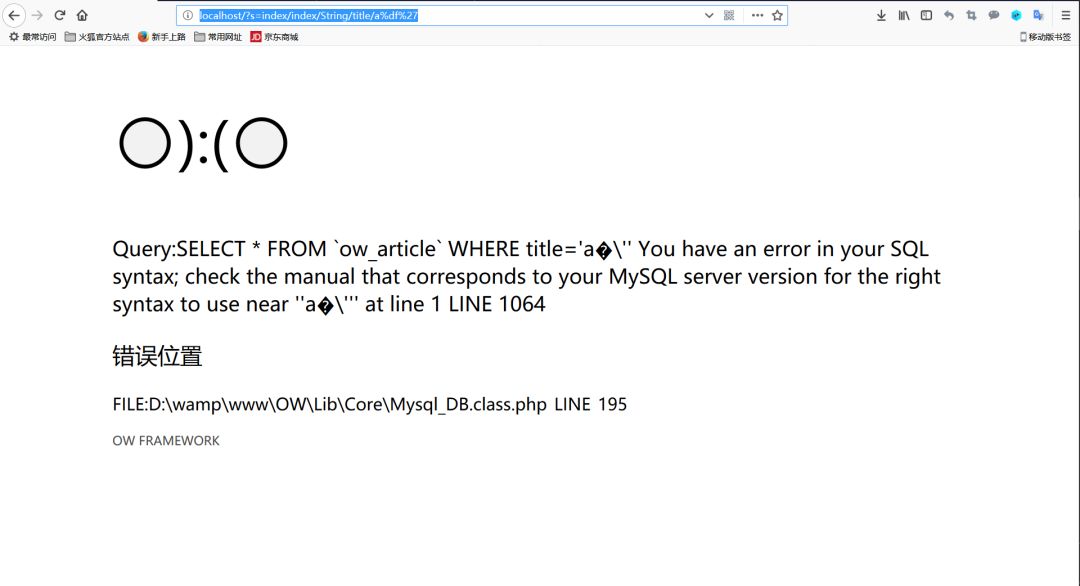 localhost/?s=index/index/String/title/a%df%27
最常访问 火狐官方站点 新手上路 常用网址 JD 京东商城 移动版书签
○):(○
Query:SELECT * FROM `ow_article` WHERE title='a�\'' You have an error in your SQL
syntax; check the manual that corresponds to your MySQL server version for the right
syntax to use near ''a�\''' at line 1 LINE 1064
错误位置
FILE:D:\wamp\www\OW\Lib\Core\Mysql_DB.class.php LINE 195
OW FRAMEWORK